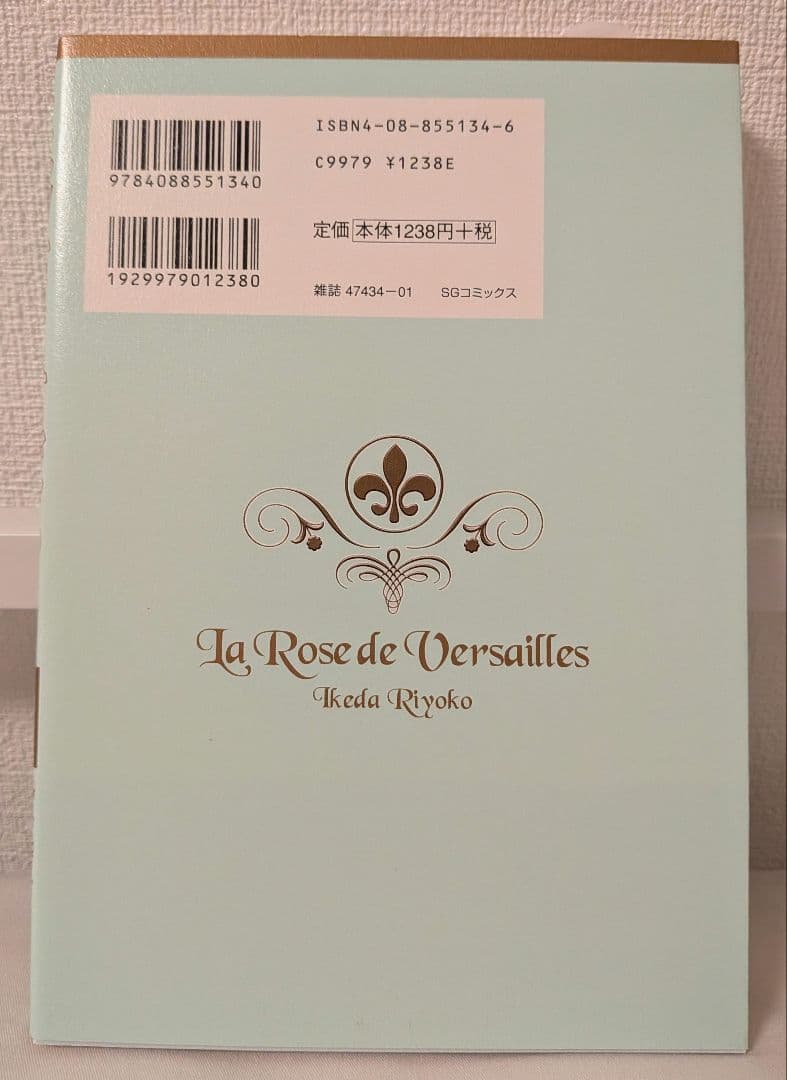 ISBN4-08-855134-6
C9979 ¥1238E
9784088551340
定価 本体1238円+税
1929979012380
雑誌 47434-01 SGコミックス
La Rose de Versailles
Ikeda Riyoko